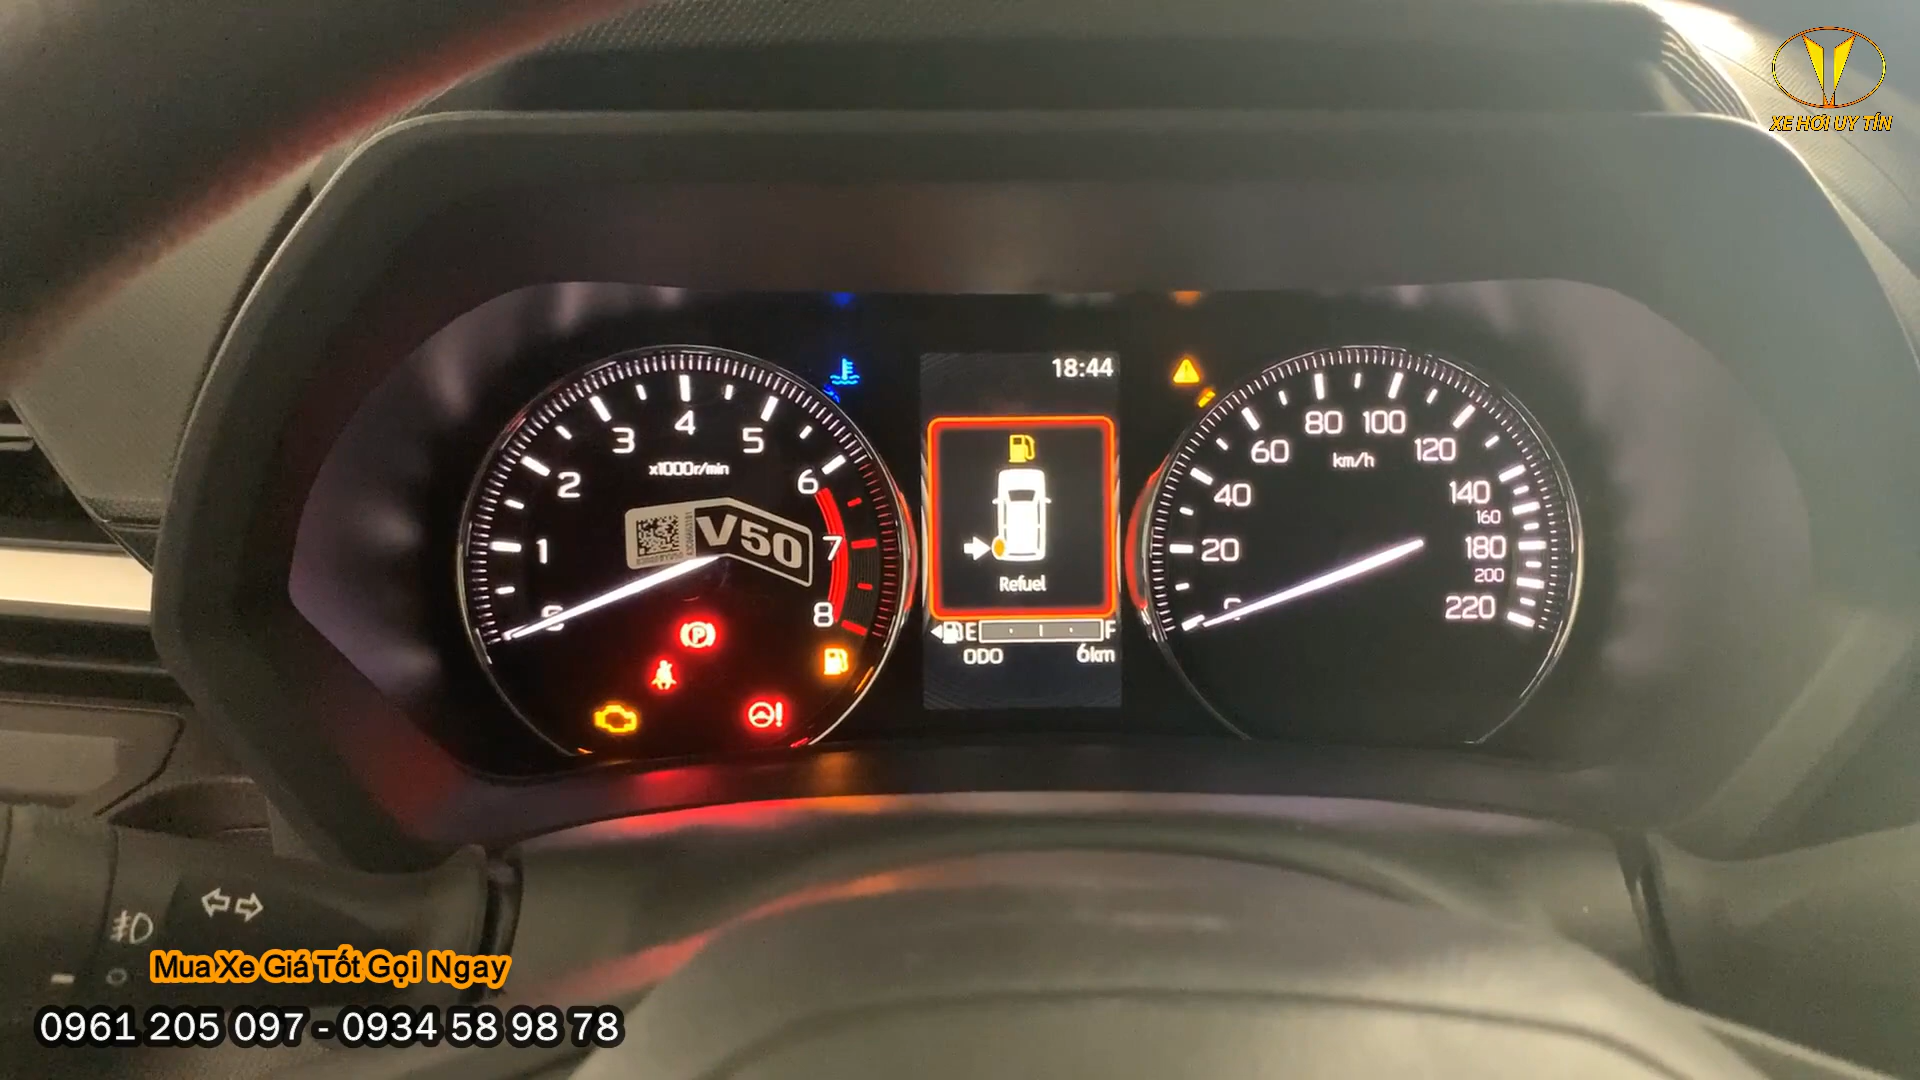 XE HƠI UY TÍN
18:44
1
2
3
4
5
6
7
8
x1000r/min
V50
P
Refuel
E F
ODO 6km
20
40
60
80
100
120
140
160
180
200
220
km/h
Mua Xe Giá Tốt Gọi Ngay
0961 205 097 - 0934 58 98 78